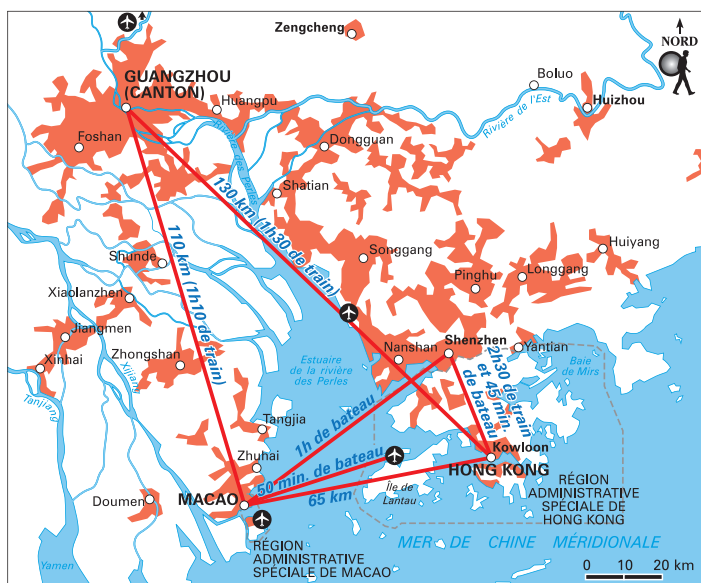 Zengcheng
NORD
GUANGZHOU
(CANTON)
Huangpu
Boluo
Huizhou
Rivière de l'Est
Foshan
Rivière des Perles
Dongguan
Shatian
130 km (1h30 de train)
110 km (1h10 de train)
Songgang
Huiyang
Shunde
Pinghu
Longgang
Xiaolanzhen
Jiangmen
Xinhai
Zhongshan
Xijiang
Tanjiang
Estuaire
de la rivière
des Perles
Nanshan
Shenzhen
Yantian
Baie
de Mirs
2h30 de train
et 45 min.
de bateau
Tangjia
1h de bateau
Zhuhai
50 min. de bateau
65 km
Kowloon
HONG KONG
Île de
Lantau
Doumen
MACAO
RÉGION
ADMINISTRATIVE
SPÉCIALE DE
HONG KONG
RÉGION
ADMINISTRATIVE
SPÉCIALE DE MACAO
MER DE CHINE MÉRIDIONALE
Yamen
0 10 20 km